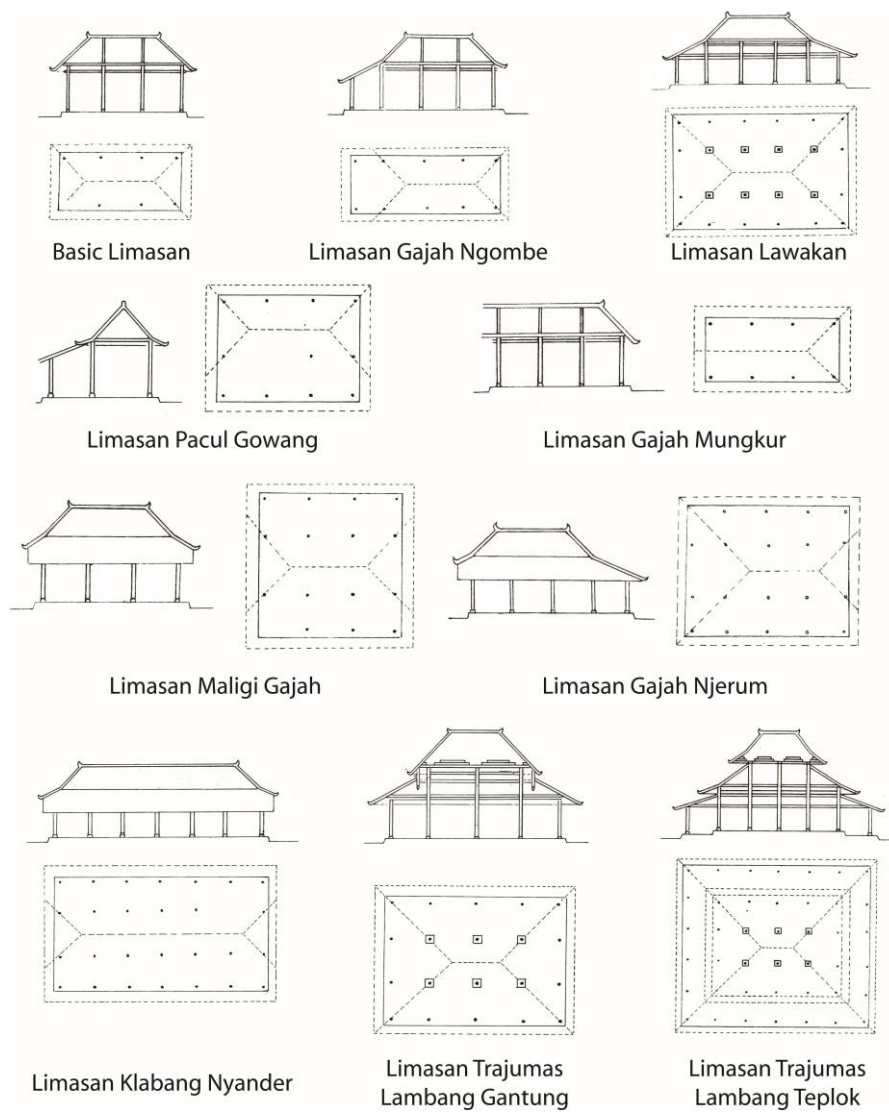 Basic Limasan
Limasan Gajah Ngombe
Limasan Lawakan
Limasan Pacul Gowang
Limasan Gajah Mungkur
Limasan Maligi Gajah
Limasan Gajah Njerum
Limasan Klabang Nyander
Limasan Trajumas
Lambang Gantung
Limasan Trajumas
Lambang Teplok